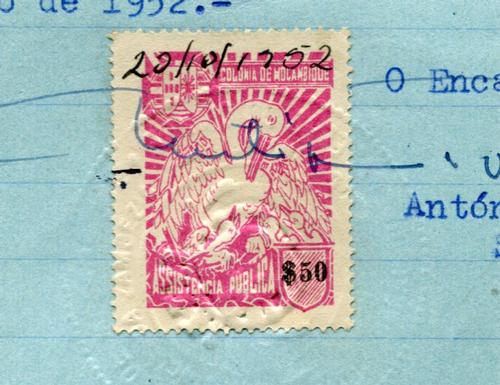 o de 1952.-
20/10/1952
COLONIA DE MOÇAMBIQUE
O Enca
Antón
ASSISTENCIA PUBLICA
$50